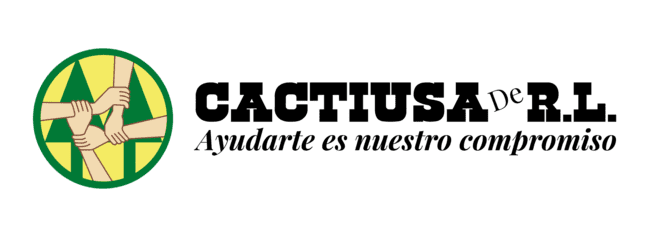 CACTIUSA De R.L.
Ayudarte es nuestro compromiso